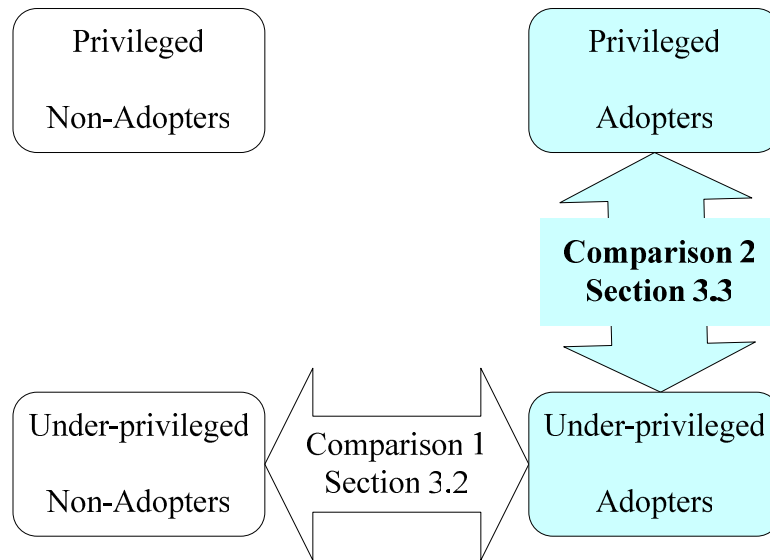 Privileged
Non-Adopters
Privileged
Adopters
Comparison 2
Section 3.3
Under-privileged
Non-Adopters
Comparison 1
Section 3.2
Under-privileged
Adopters